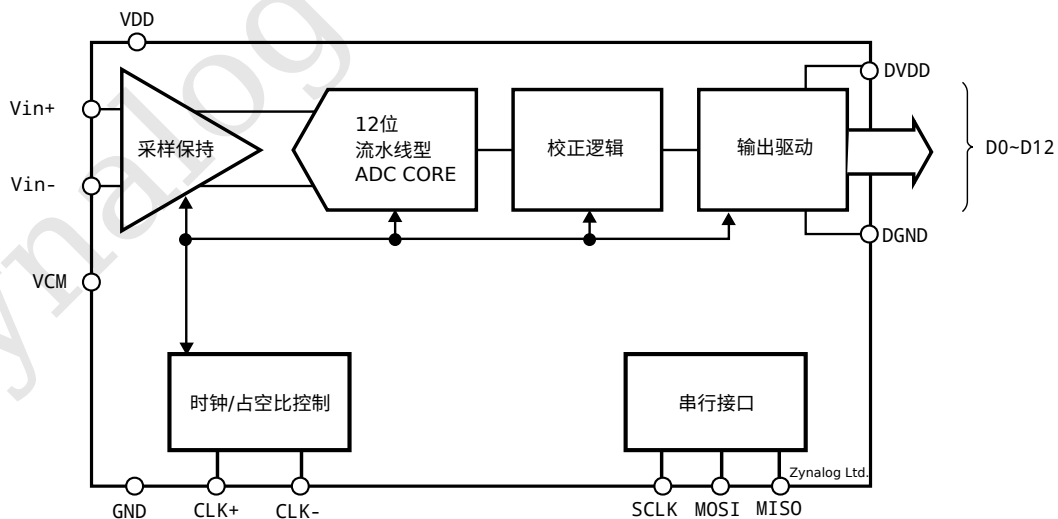 VDD
DVDD
Vin+
采样保持
12位
流水线型
ADC CORE
校正逻辑
输出驱动
D0~D12
Vin-
DGND
VCM
时钟/占空比控制
串行接口
Zynalog Ltd.
GND
CLK+
CLK-
SCLK
MOSI
MISO
ynalog